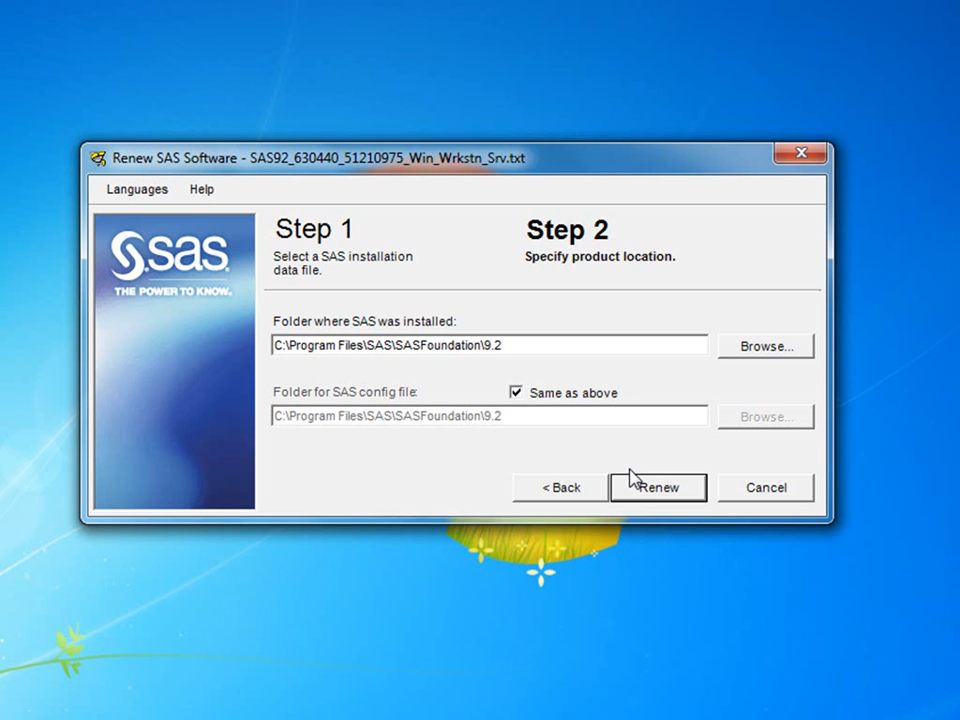 Renew SAS Software - SAS92_630440_51210975_Win_Wrkstn_Srv.txt
Languages Help
sas
THE POWER TO KNOW.
Step 1
Select a SAS installation
data file.
Step 2
Specify product location.
Folder where SAS was installed:
C:\Program Files\SAS\SASFoundation\9.2
Browse...
Folder for SAS config file:
Same as above
C:\Program Files\SAS\SASFoundation\9.2
Browse...
< Back
Renew
Cancel